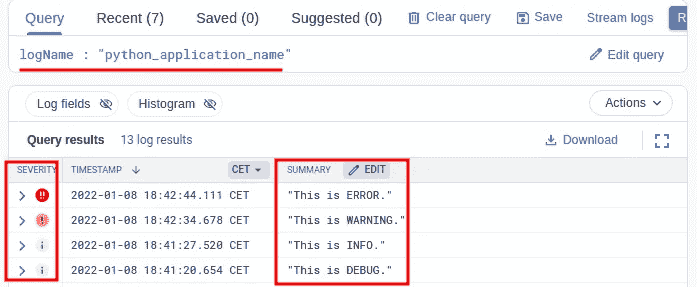 Query Recent (7) Saved (0) Suggested (0) Clear query Save Stream logs R
logName : "python_application_name" Edit query
Log fields Histogram Actions
Query results 13 log results Download
SEVERITY TIMESTAMP CET SUMMARY EDIT
2022-01-08 18:42:44.111 CET "This is ERROR."
2022-01-08 18:42:34.678 CET "This is WARNING."
2022-01-08 18:41:27.520 CET "This is INFO."
2022-01-08 18:41:20.654 CET "This is DEBUG."